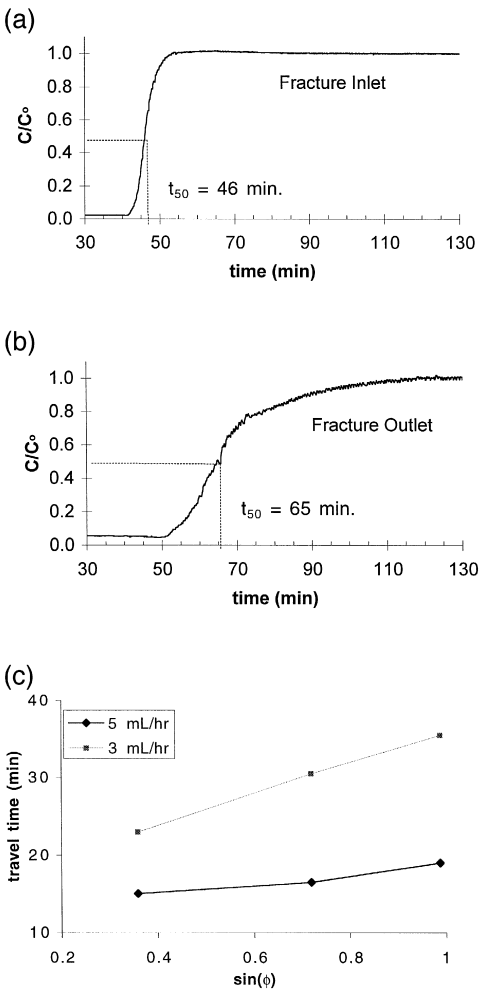 (a)
1.0
0.8
0.6
0.4
0.2
0.0
C/Co
Fracture Inlet
t50 = 46 min.
30 50 70 90 110 130
time (min)
(b)
1.0
0.8
0.6
0.4
0.2
0.0
C/Co
Fracture Outlet
t50 = 65 min.
30 50 70 90 110 130
time (min)
(c)
40
30
20
10
travel time (min)
5 mL/hr
3 mL/hr
0.2 0.4 0.6 0.8 1
sin(ϕ)